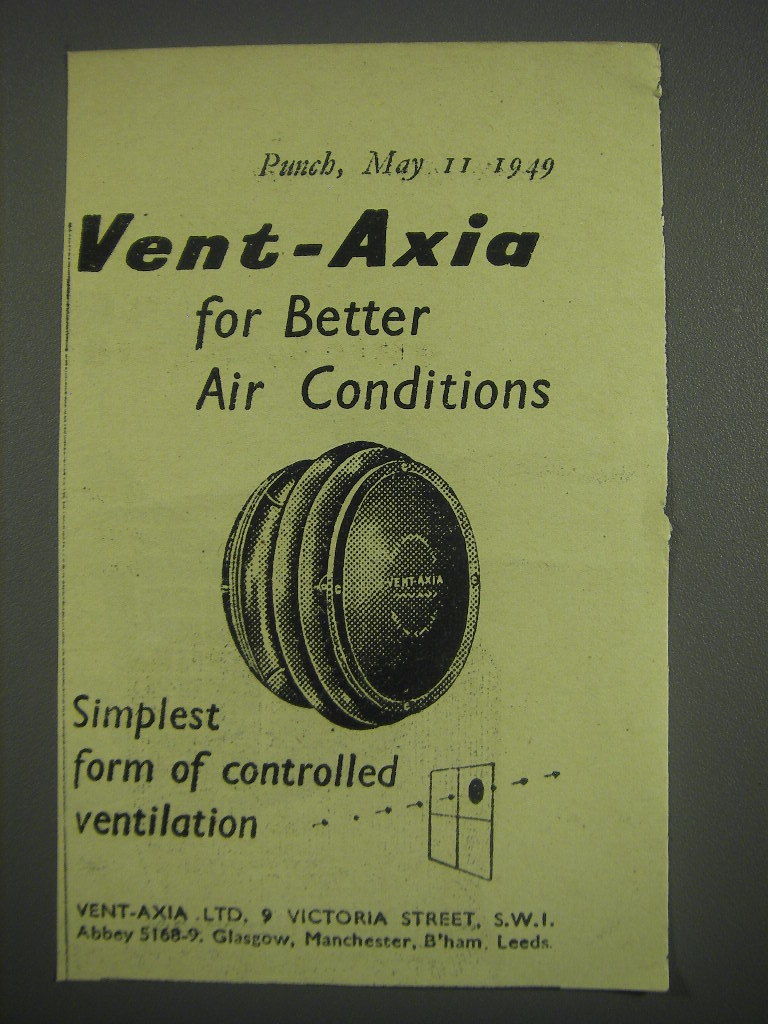 Punch, May 11 1949
Vent-Axia
for Better
Air Conditions
VENT-AXIA
Simplest
form of controlled
ventilation
VENT-AXIA LTD, 9 VICTORIA STREET, S.W.1.
Abbey 5168-9. Glasgow, Manchester, B'ham, Leeds.